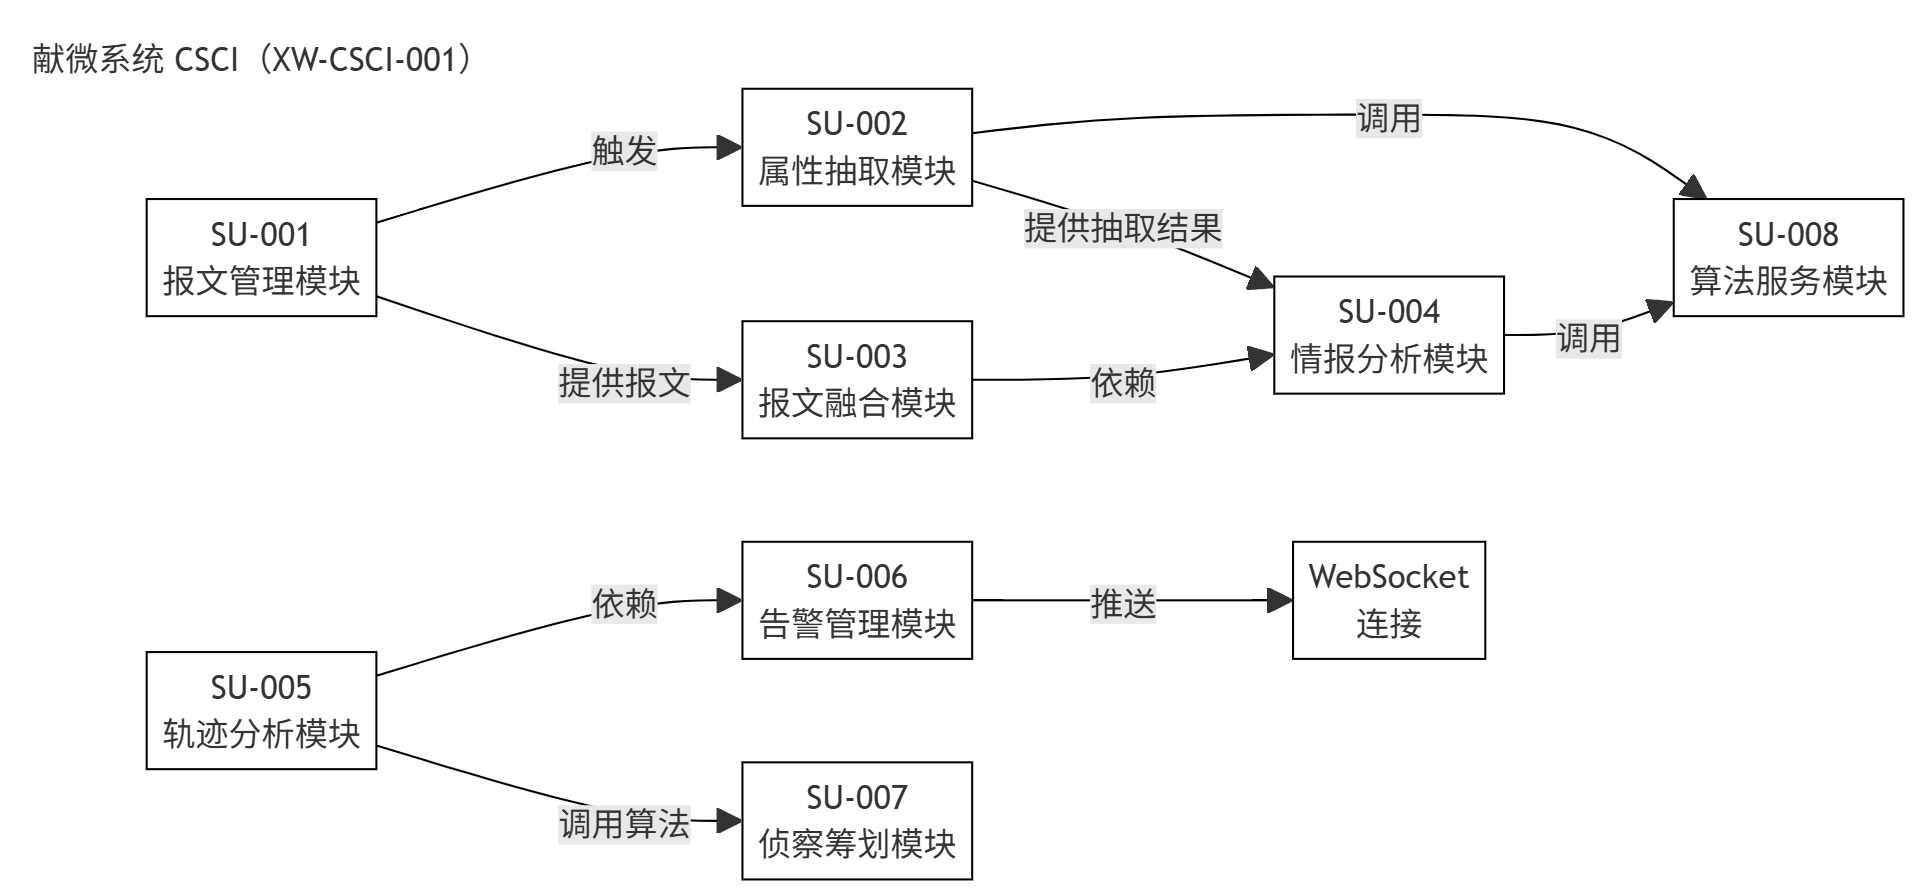 献微系统 CSCI（XW-CSCI-001）
SU-001
报文管理模块
触发
提供报文
SU-002
属性抽取模块
调用
提供抽取结果
SU-003
报文融合模块
依赖
SU-004
情报分析模块
调用
SU-008
算法服务模块
SU-005
轨迹分析模块
依赖
调用算法
SU-006
告警管理模块
推送
WebSocket
连接
SU-007
侦察筹划模块